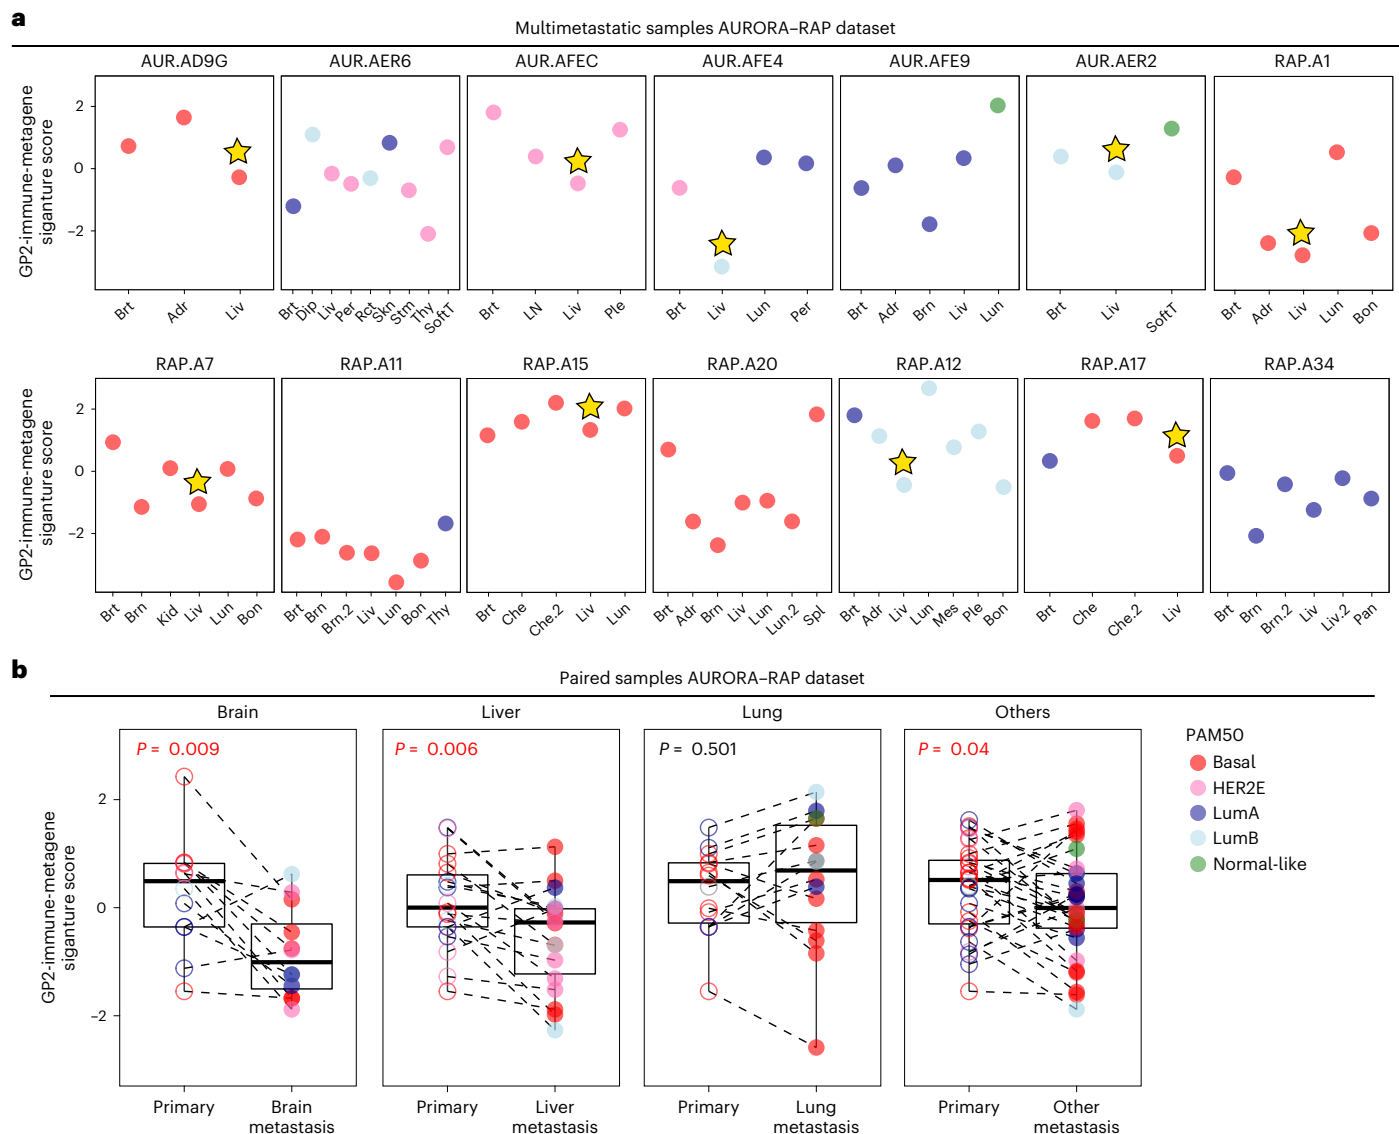 a
Multimetastatic samples AURORA–RAP dataset
AUR.AD9G AUR.AER6 AUR.AFEC AUR.AFE4 AUR.AFE9 AUR.AER2 RAP.A1
GP2-immune-metagene
siganture score
2
0
−2
Brt Adr Liv
Brt Dip Liv Per Rct Skn Stm Thy SoftT
Brt LN Liv Ple
Brt Liv Lun Per
Brt Adr Brn Liv Lun
Brt Liv SoftT
Brt Adr Liv Lun Bon
RAP.A7 RAP.A11 RAP.A15 RAP.A20 RAP.A12 RAP.A17 RAP.A34
GP2-immune-metagene
siganture score
2
0
−2
Brt Brn Kid Liv Lun Bon
Brt Brn Brn.2 Liv Lun Bon Thy
Brt Che Che.2 Liv Lun
Brt Adr Brn Liv Lun Lun.2 Spl
Brt Adr Liv Lun Mes Ple Bon
Brt Che Che.2 Liv
Brt Brn Brn.2 Liv Liv.2 Pan
b
Paired samples AURORA–RAP dataset
Brain Liver Lung Others
P = 0.009 P = 0.006 P = 0.501 P = 0.04
GP2-immune-metagene
siganture score
2
0
−2
Primary Brain
metastasis
Primary Liver
metastasis
Primary Lung
metastasis
Primary Other
metastasis
PAM50
Basal
HER2E
LumA
LumB
Normal-like